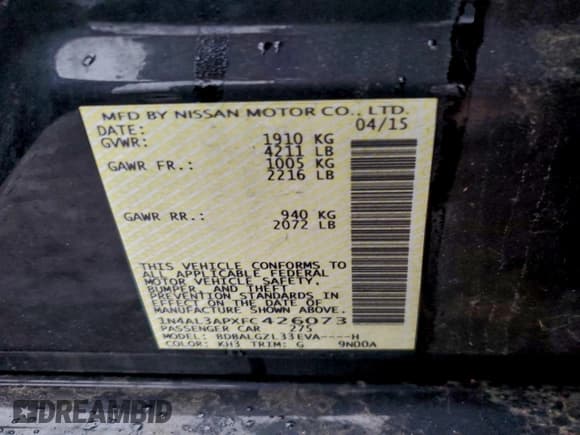 MFD BY NISSAN MOTOR CO., LTD.
DATE: 04/15
GVWR: 1910 KG
4211 LB
GAWR FR.: 1005 KG
2216 LB
GAWR RR.: 940 KG
2072 LB
THIS VEHICLE CONFORMS TO
ALL APPLICABLE FEDERAL
MOTOR VEHICLE SAFETY,
BUMPER, AND THEFT
PREVENTION STANDARDS IN
EFFECT ON THE DATE OF
MANUFACTURE SHOWN ABOVE.
1N4AL3APXFC426073
PASSENGER CAR 275
MODEL: BDBALGZL33EVA----H
COLOR: KH3 TRIM: G 9N00A
DREAMBID